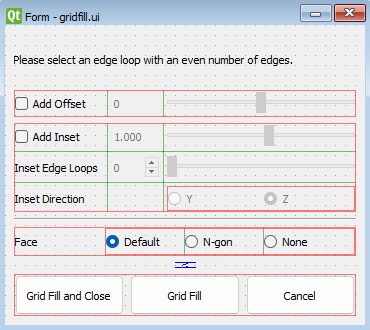 Qt Form - gridfill.ui
Please select an edge loop with an even number of edges.
Add Offset 0
Add Inset 1.000
Inset Edge Loops 0
Inset Direction Y Z
Face Default N-gon None
Grid Fill and Close Grid Fill Cancel